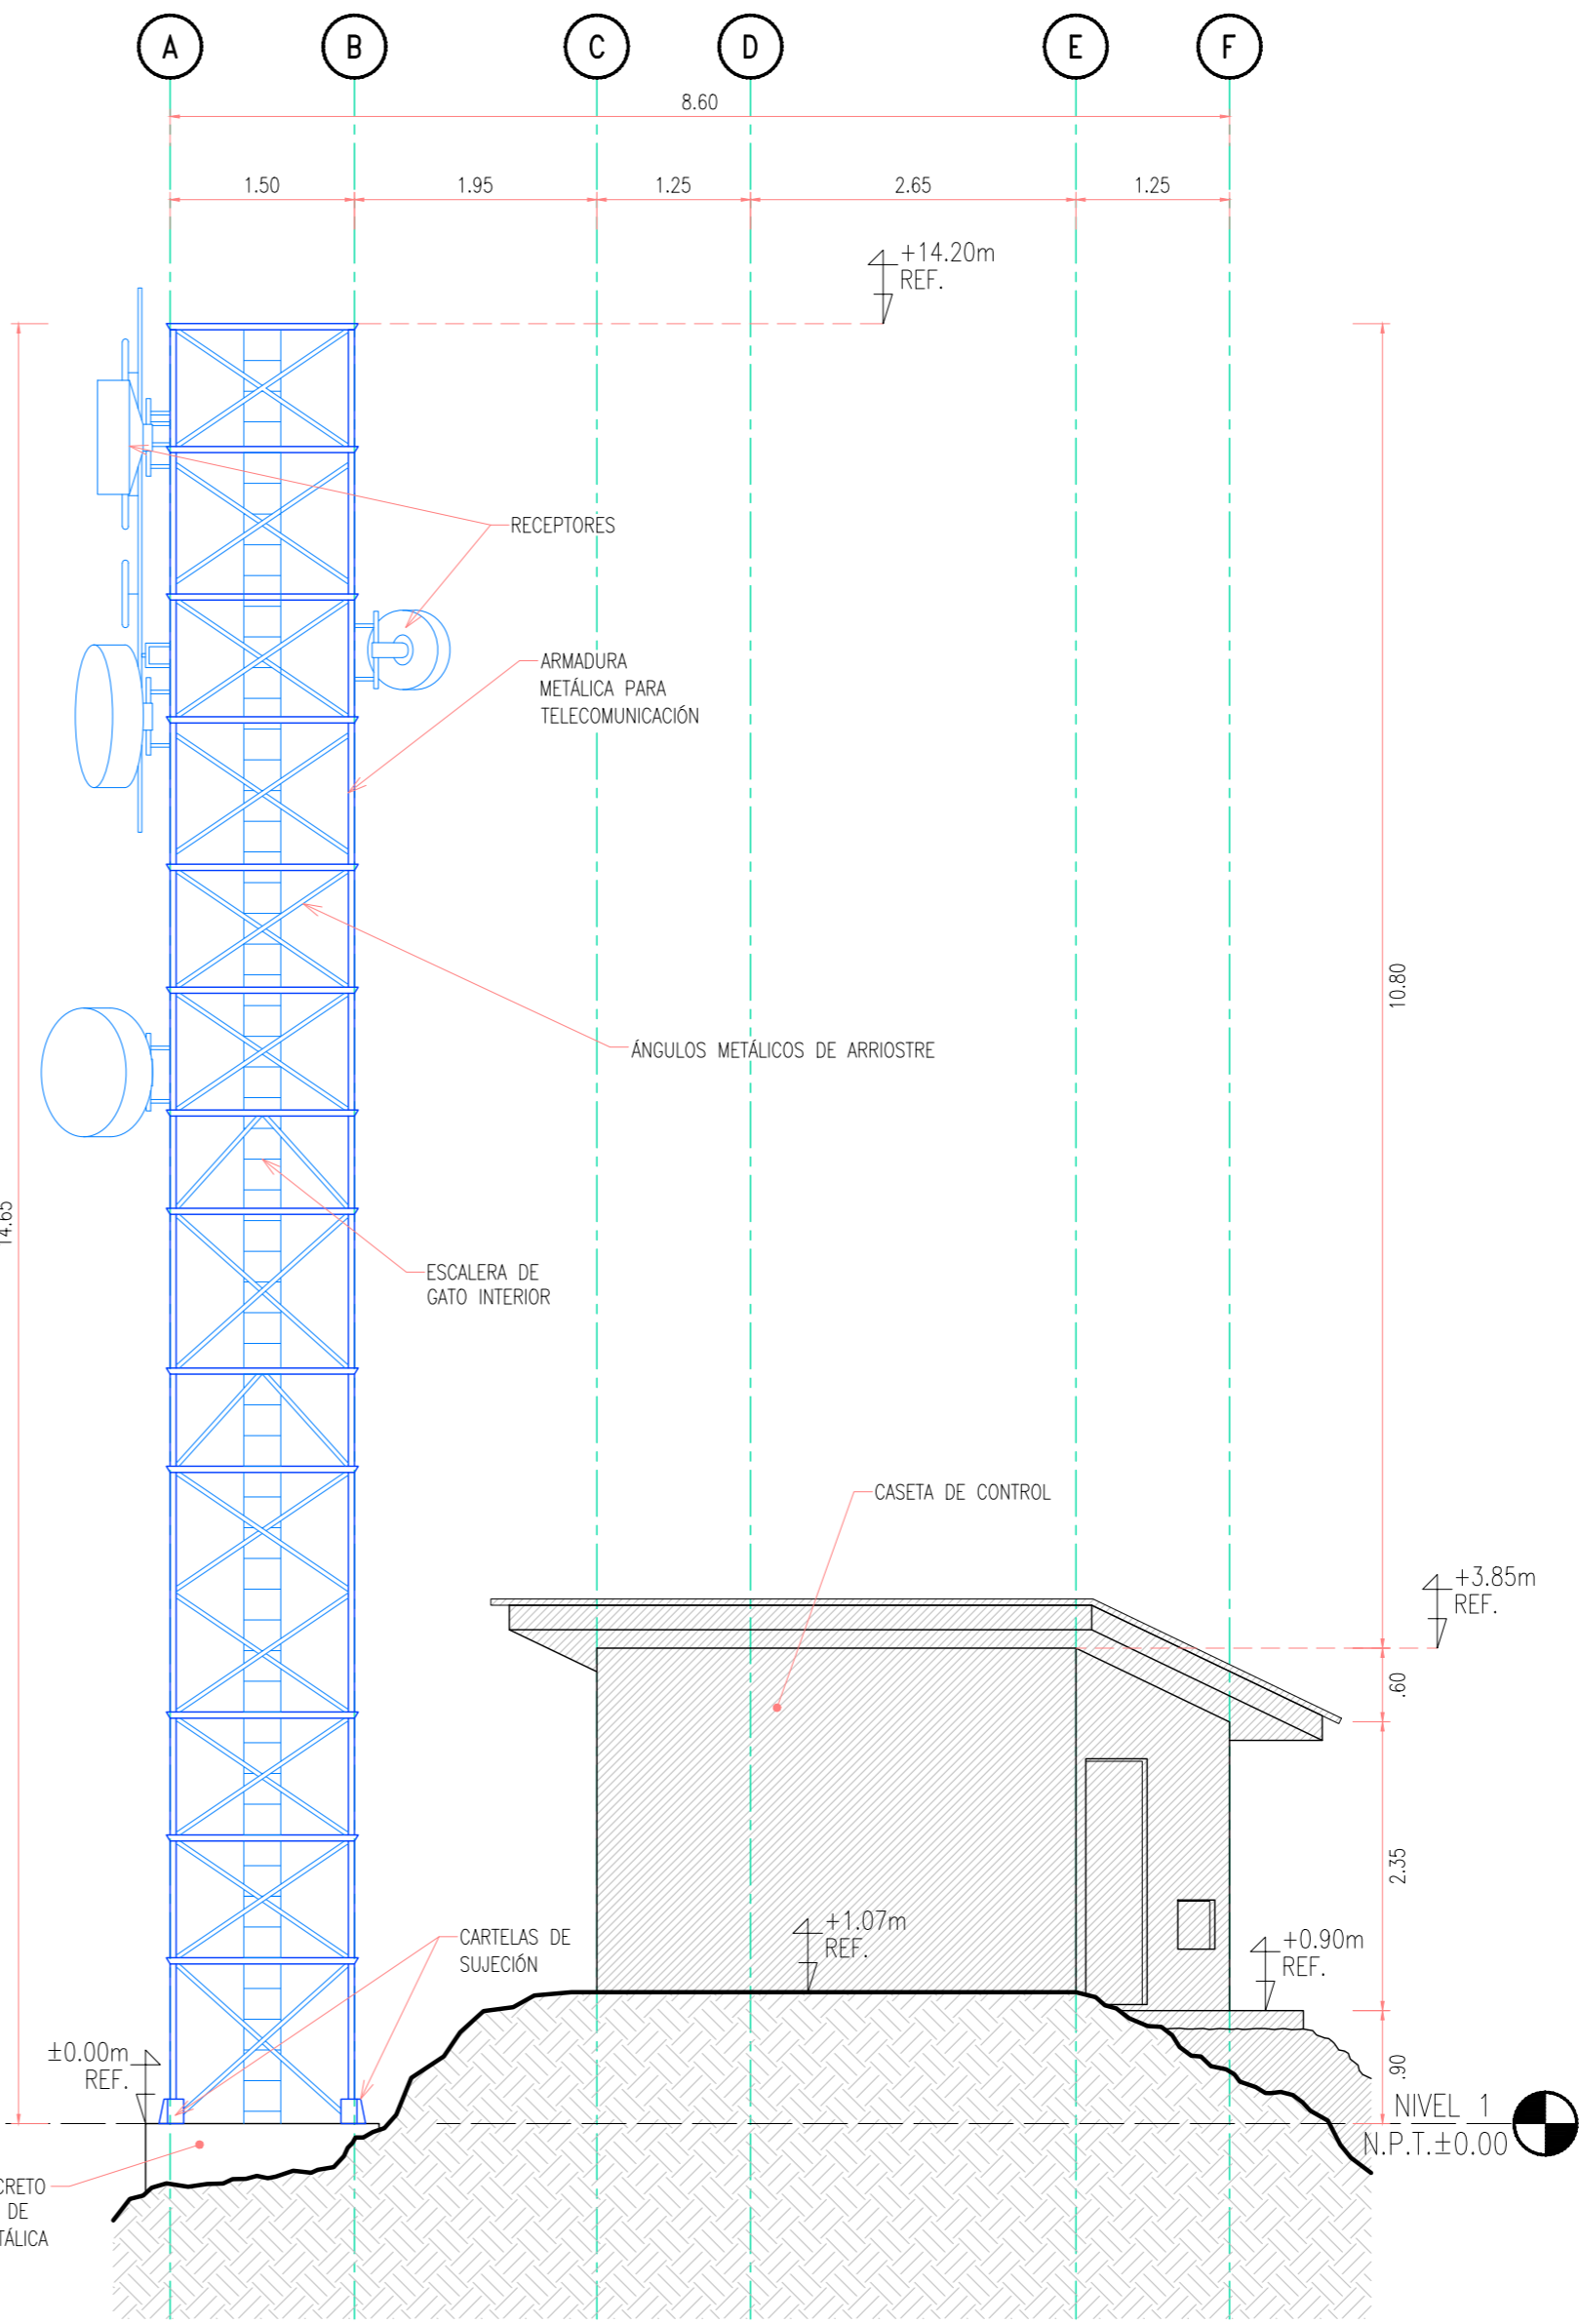 A B C D E F
8.60
1.50 1.95 1.25 2.65 1.25
+14.20m
REF.
RECEPTORES
ARMADURA
METÁLICA PARA
TELECOMUNICACIÓN
10.80
ÁNGULOS METÁLICOS DE ARRIOSTRE
14.65
ESCALERA DE
GATO INTERIOR
CASETA DE CONTROL
+3.85m
REF.
.60
2.35
CARTELAS DE
SUJECIÓN
+1.07m
REF.
+0.90m
REF.
±0.00m
REF.
.90
NIVEL 1
N.P.T.±0.00
DE